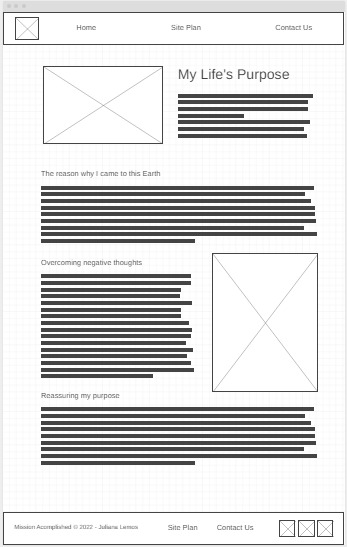 Home Site Plan Contact Us
My Life's Purpose
The reason why I came to this Earth
Overcoming negative thoughts
Reassuring my purpose
Mission Acomplished © 2022 - Juliana Lemos Site Plan Contact Us